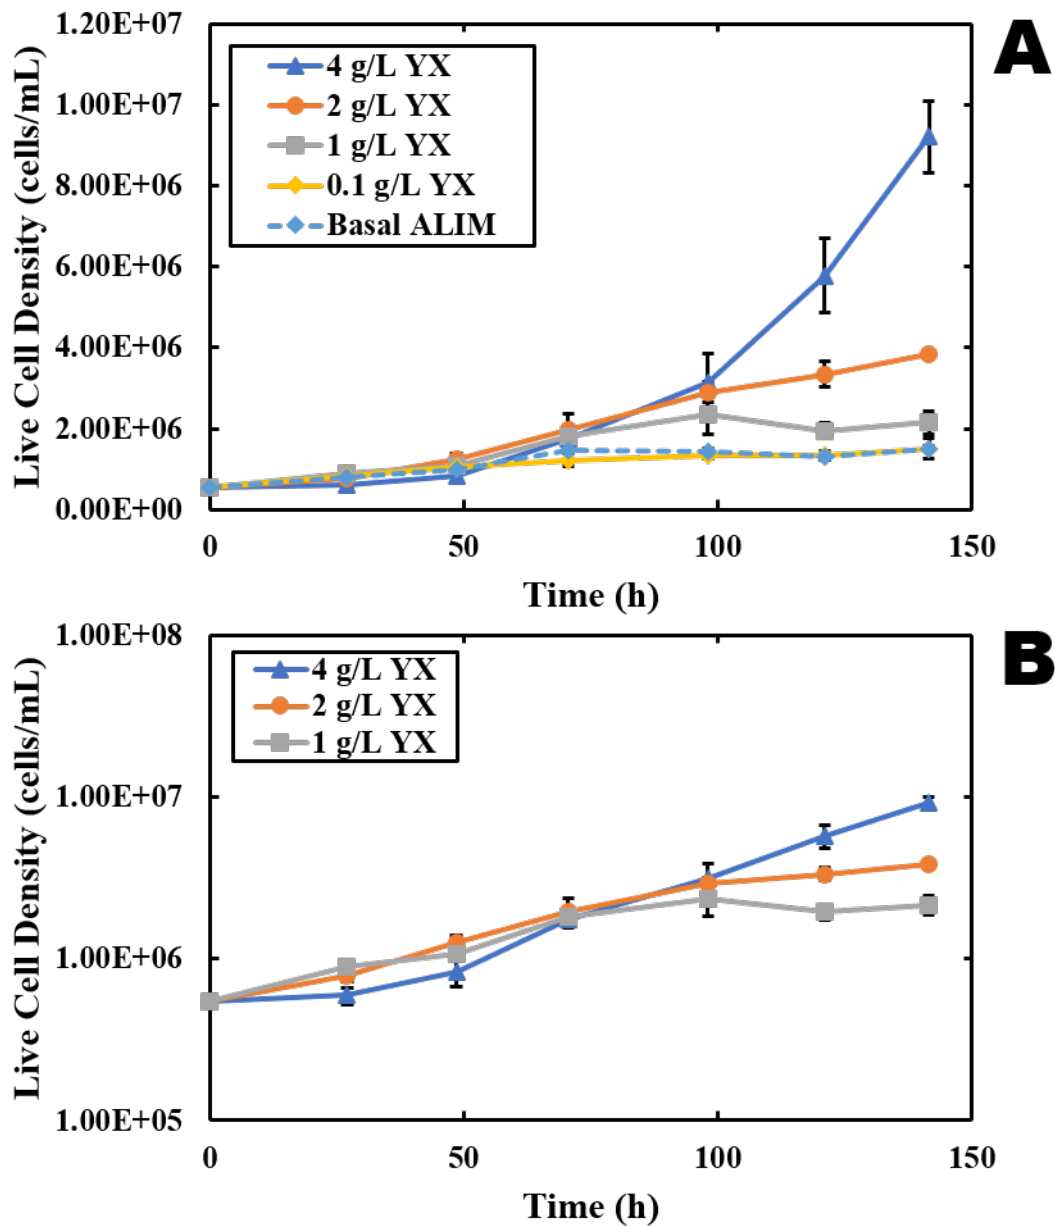 A
Live Cell Density (cells/mL)
1.20E+07
1.00E+07
8.00E+06
6.00E+06
4.00E+06
2.00E+06
0.00E+00
4 g/L YX
2 g/L YX
1 g/L YX
0.1 g/L YX
Basal ALIM
0 50 100 150
Time (h)
B
Live Cell Density (cells/mL)
1.00E+08
1.00E+07
1.00E+06
1.00E+05
4 g/L YX
2 g/L YX
1 g/L YX
0 50 100 150
Time (h)